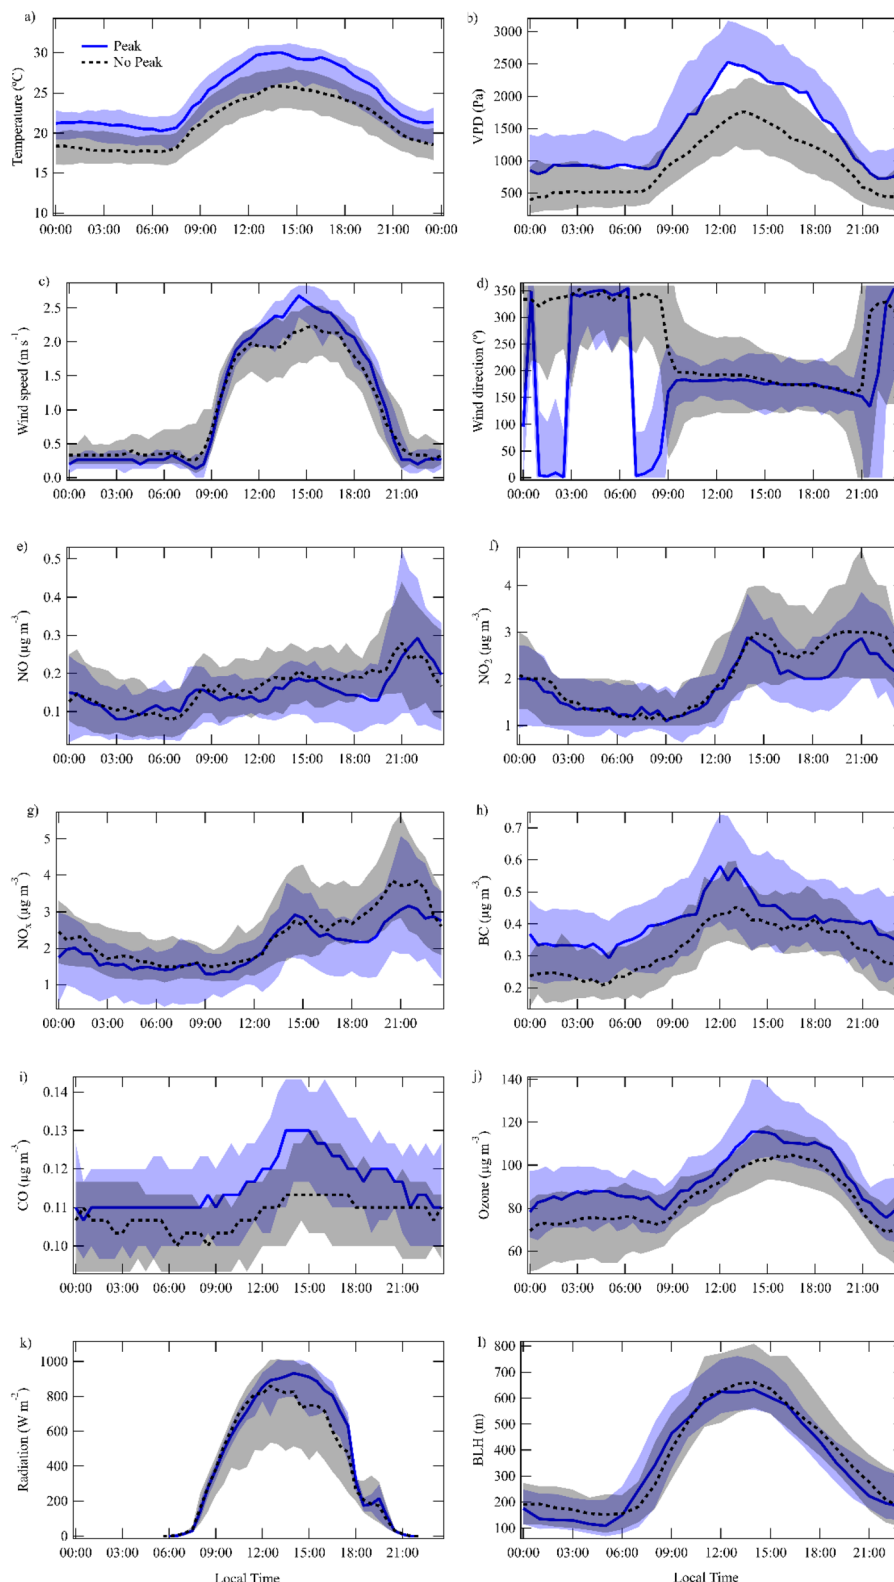 a)
Temperature (°C)
30
25
20
15
10
Peak
No Peak
00:00 03:00 06:00 09:00 12:00 15:00 18:00 21:00 00:00
b)
VPD (Pa)
3000
2500
2000
1500
1000
500
00:00 03:00 06:00 09:00 12:00 15:00 18:00 21:00
c)
Wind speed (m s-1)
2.5
2.0
1.5
1.0
0.5
0.0
00:00 03:00 06:00 09:00 12:00 15:00 18:00 21:00
d)
Wind direction (°)
350
300
250
200
150
100
50
0
00:00 03:00 06:00 09:00 12:00 15:00 18:00 21:00
e)
NO (µg m-3)
0.5
0.4
0.3
0.2
0.1
00:00 03:00 06:00 09:00 12:00 15:00 18:00 21:00
f)
NO2 (µg m-3)
4
3
2
1
00:00 03:00 06:00 09:00 12:00 15:00 18:00 21:00
g)
NOx (µg m-3)
5
4
3
2
1
00:00 03:00 06:00 09:00 12:00 15:00 18:00 21:00
h)
BC (µg m-3)
0.7
0.6
0.5
0.4
0.3
0.2
00:00 03:00 06:00 09:00 12:00 15:00 18:00 21:00
i)
CO (µg m-3)
0.14
0.13
0.12
0.11
0.10
00:00 03:00 06:00 09:00 12:00 15:00 18:00 21:00
j)
Ozone (µg m-3)
140
120
100
80
60
00:00 03:00 06:00 09:00 12:00 15:00 18:00 21:00
k)
Radiation (W m-2)
1000
800
600
400
200
0
00:00 03:00 06:00 09:00 12:00 15:00 18:00 21:00
Local Time
l)
BLH (m)
800
700
600
500
400
300
200
100
00:00 03:00 06:00 09:00 12:00 15:00 18:00 21:00
Local Time